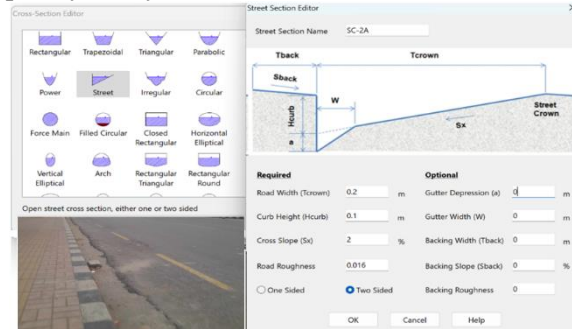 Cross-Section Editor
Rectangular Trapezoidal Triangular Parabolic
Power Street Irregular Circular
Force Main Filled Circular Closed Rectangular Horizontal Elliptical
Vertical Elliptical Arch Rectangular Triangular Rectangular Round
Open street cross section, either one or two sided
Street Section Editor
Street Section Name SC-2A
Tback Tcrown
Sback
W
Hcurb
a
Sx
Street Crown
Required Optional
Road Width (Tcrown) 0.2 m Gutter Depression (a) 0 m
Curb Height (Hcurb) 0.1 m Gutter Width (W) 0 m
Cross Slope (Sx) 2 % Backing Width (Tback) 0 m
Road Roughness 0.016 Backing Slope (Sback) 0 %
One Sided Two Sided Backing Roughness 0
OK Cancel Help